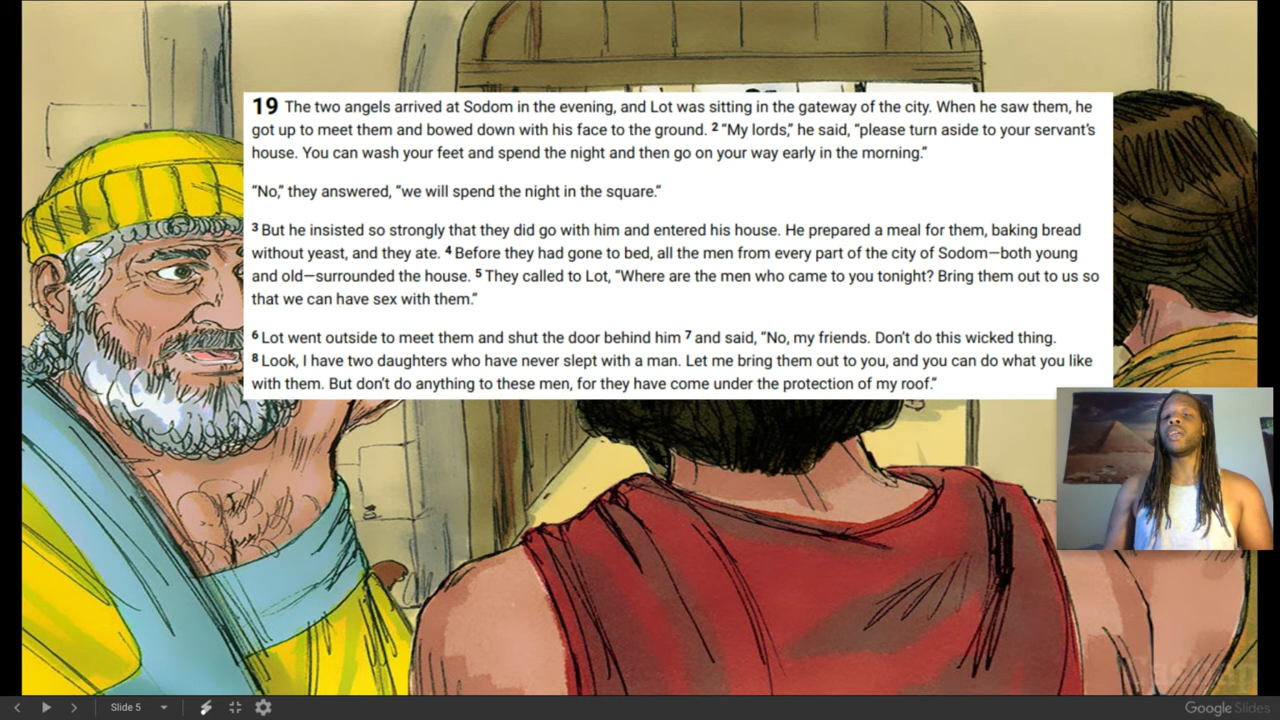 19 The two angels arrived at Sodom in the evening, and Lot was sitting in the gateway of the city. When he saw them, he
got up to meet them and bowed down with his face to the ground. 2 “My lords,” he said, “please turn aside to your servant’s
house. You can wash your feet and spend the night and then go on your way early in the morning.”
“No,” they answered, “we will spend the night in the square.”
3 But he insisted so strongly that they did go with him and entered his house. He prepared a meal for them, baking bread
without yeast, and they ate. 4 Before they had gone to bed, all the men from every part of the city of Sodom—both young
and old—surrounded the house. 5 They called to Lot, “Where are the men who came to you tonight? Bring them out to us so
that we can have sex with them.”
6 Lot went outside to meet them and shut the door behind him 7 and said, “No, my friends. Don’t do this wicked thing.
8 Look, I have two daughters who have never slept with a man. Let me bring them out to you, and you can do what you like
with them. But don’t do anything to these men, for they have come under the protection of my roof.”
Slide 5
Google Slides